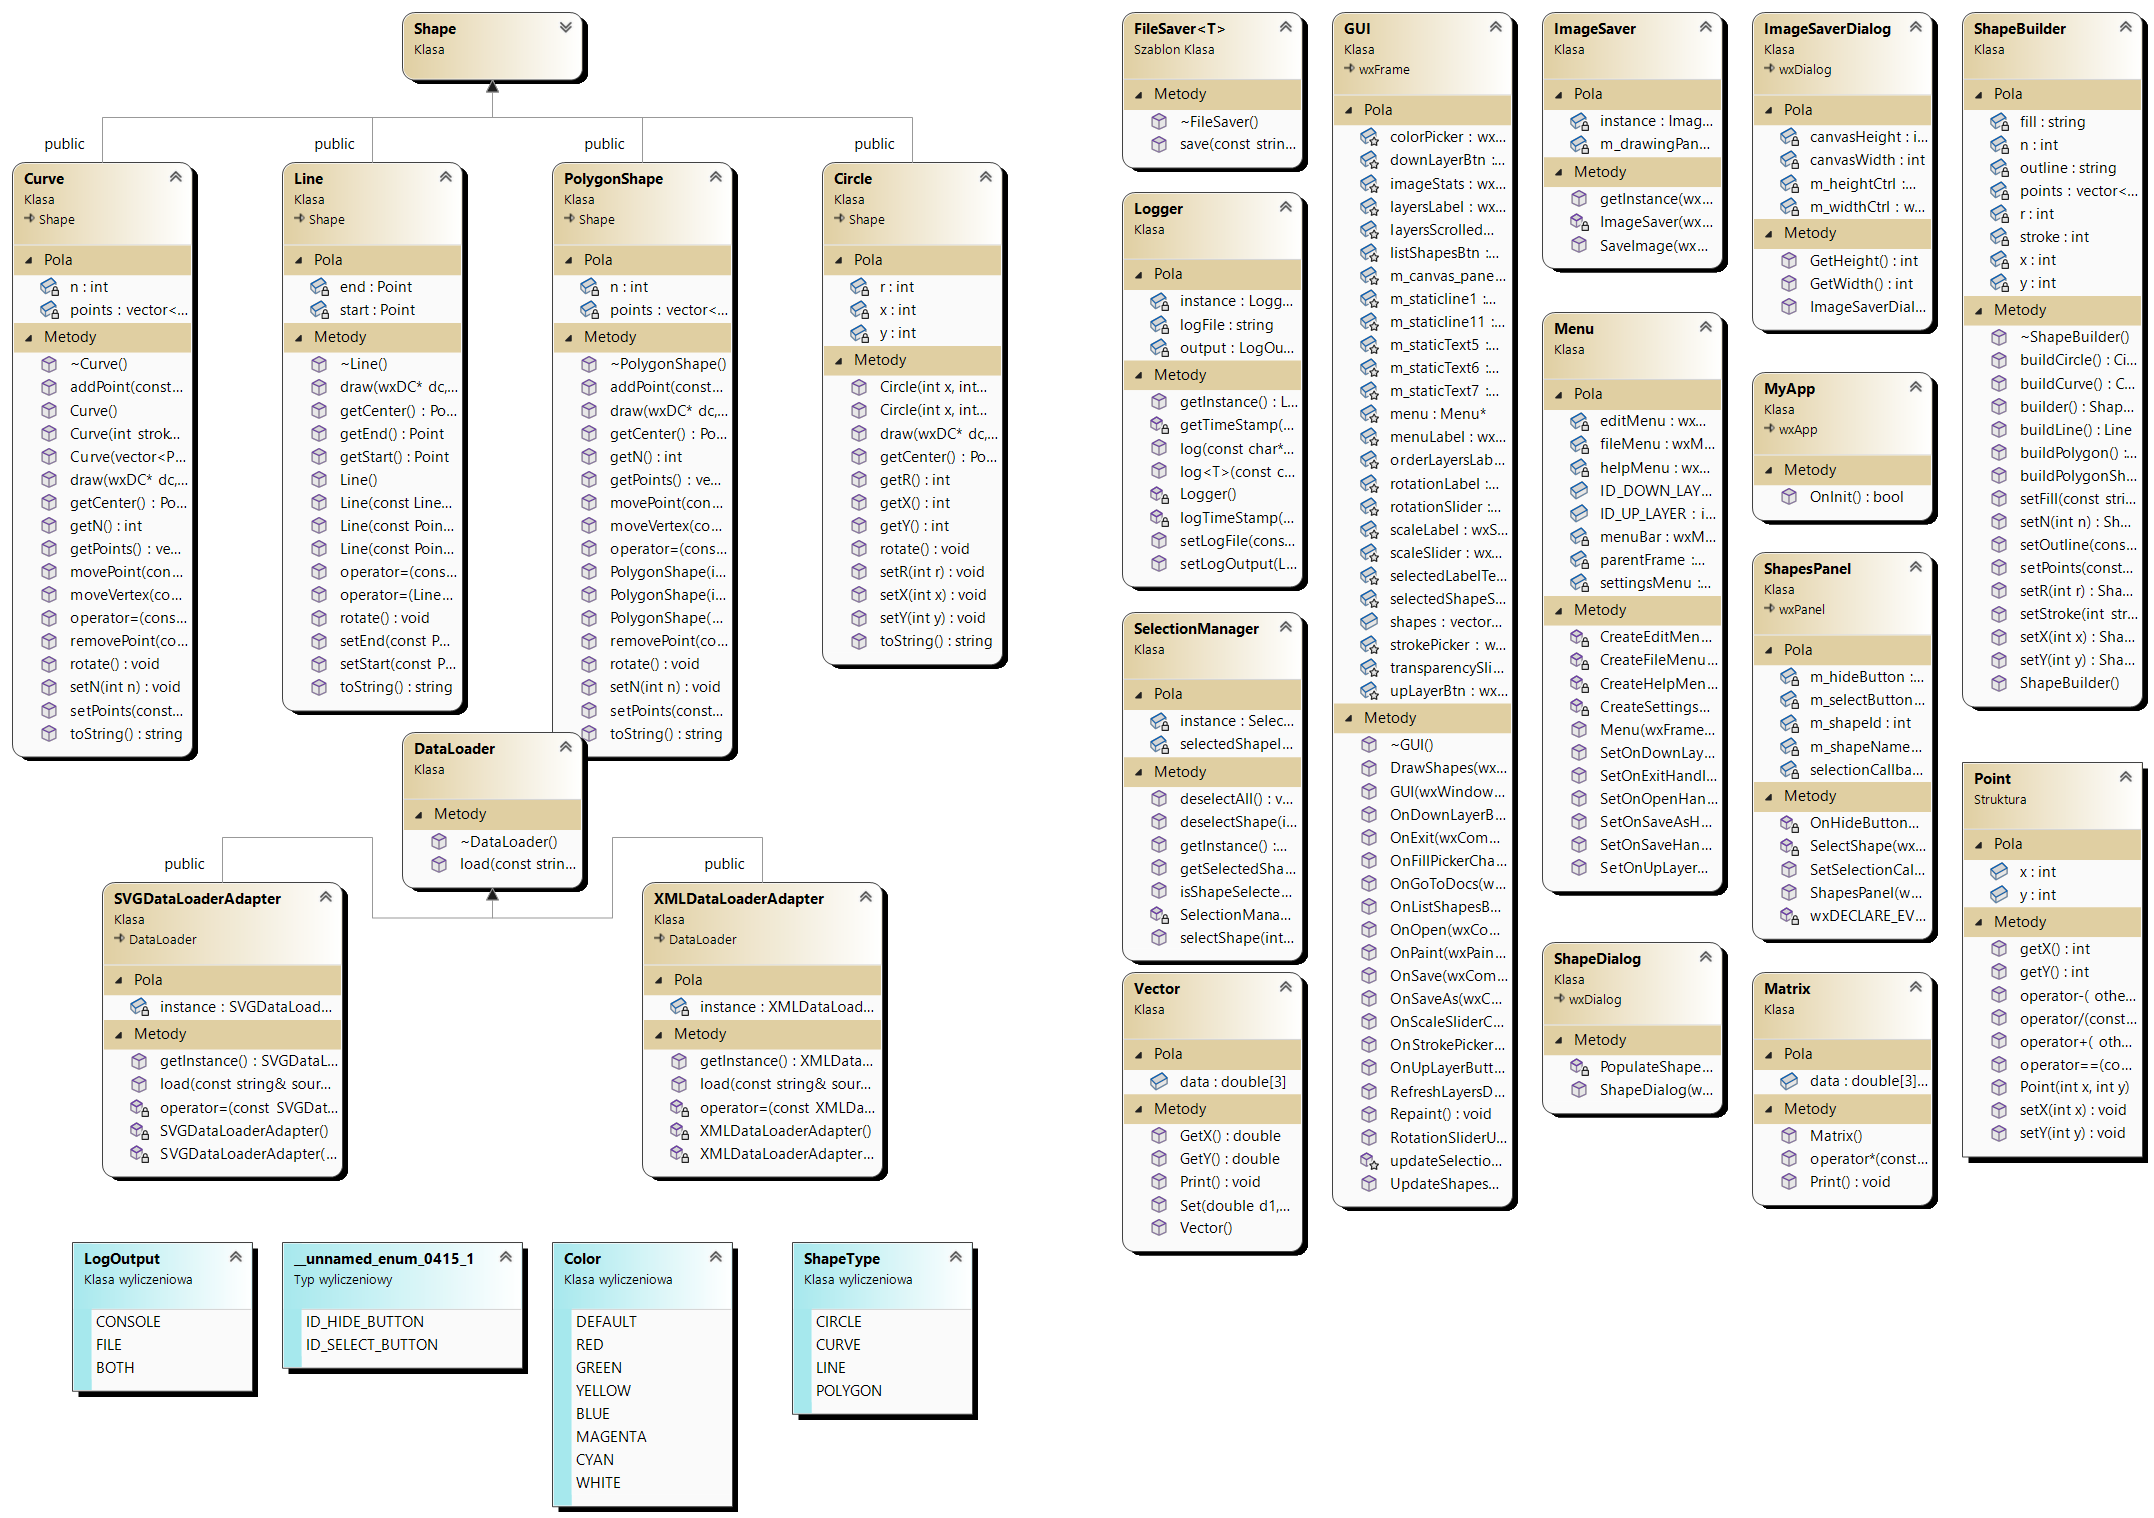 Shape
Klasa
public
public
public
public
Curve
Klasa
Shape
Pola
n : int
points : vector<...
Metody
~Curve()
addPoint(const...
Curve()
Curve(int strok...
Curve(vector<P...
draw(wxDC* dc,...
getCenter() : Po...
getN() : int
getPoints() : ve...
movePoint(con...
moveVertex(co...
operator=(cons...
removePoint(co...
rotate() : void
setN(int n) : void
setPoints(const...
toString() : string
Line
Klasa
Shape
Pola
end : Point
start : Point
Metody
~Line()
draw(wxDC* dc,...
getCenter() : Po...
getEnd() : Point
getStart() : Point
Line()
Line(const Line...
Line(const Poin...
Line(const Poin...
operator=(cons...
operator=(Line...
rotate() : void
setEnd(const P...
setStart(const P...
toString() : string
PolygonShape
Klasa
Shape
Pola
n : int
points : vector<...
Metody
~PolygonShape()
addPoint(const...
draw(wxDC* dc,...
getCenter() : Po...
getN() : int
getPoints() : ve...
movePoint(con...
moveVertex(co...
operator=(cons...
PolygonShape(i...
PolygonShape(i...
PolygonShape(...
removePoint(co...
rotate() : void
setN(int n) : void
setPoints(const...
toString() : string
Circle
Klasa
Shape
Pola
r : int
x : int
y : int
Metody
Circle(int x, int...
Circle(int x, int...
draw(wxDC* dc,...
getCenter() : Po...
getR() : int
getX() : int
getY() : int
rotate() : void
setR(int r) : void
setX(int x) : void
setY(int y) : void
toString() : string
DataLoader
Klasa
Metody
~DataLoader()
load(const strin...
public
public
SVGDataLoaderAdapter
Klasa
DataLoader
Pola
instance : SVGDataLoad...
Metody
getInstance() : SVGDataL...
load(const string& sour...
operator=(const SVGDat...
SVGDataLoaderAdapter()
SVGDataLoaderAdapter(...
XMLDataLoaderAdapter
Klasa
DataLoader
Pola
instance : XMLDataLoad...
Metody
getInstance() : XMLData...
load(const string& sour...
operator=(const XMLDa...
XMLDataLoaderAdapter()
XMLDataLoaderAdapter...
LogOutput
Klasa wyliczeniowa
CONSOLE
FILE
BOTH
__unnamed_enum_0415_1
Typ wyliczeniowy
ID_HIDE_BUTTON
ID_SELECT_BUTTON
Color
Klasa wyliczeniowa
DEFAULT
RED
GREEN
YELLOW
BLUE
MAGENTA
CYAN
WHITE
ShapeType
Klasa wyliczeniowa
CIRCLE
CURVE
LINE
POLYGON
FileSaver<T>
Szablon Klasa
Metody
~FileSaver()
save(const strin...
Logger
Klasa
Pola
instance : Logg...
logFile : string
output : LogOu...
Metody
getInstance() : L...
getTimeStamp(...
log(const char*...
log<T>(const c...
Logger()
logTimeStamp(...
setLogFile(cons...
setLogOutput(L...
SelectionManager
Klasa
Pola
instance : Selec...
selectedShapeI...
Metody
deselectAll() : v...
deselectShape(i...
getInstance() :...
getSelectedSha...
isShapeSelecte...
SelectionMana...
selectShape(int...
Vector
Klasa
Pola
data : double[3]
Metody
GetX() : double
GetY() : double
Print() : void
Set(double d1,...
Vector()
GUI
Klasa
wxFrame
Pola
colorPicker : wx...
downLayerBtn :...
imageStats : wx...
layersLabel : wx...
layersScrolled...
listShapesBtn :...
m_canvas_pane...
m_staticline1 :...
m_staticline11 :...
m_staticText5 :...
m_staticText6 :...
m_staticText7 :...
menu : Menu*
menuLabel : wx...
orderLayersLab...
rotationLabel :...
rotationSlider :...
scaleLabel : wxS...
scaleSlider : wx...
selectedLabelTe...
selectedShapeS...
shapes : vector...
strokePicker : w...
transparencySli...
upLayerBtn : wx...
Metody
~GUI()
DrawShapes(wx...
GUI(wxWindow...
OnDownLayerB...
OnExit(wxCom...
OnFillPickerCha...
OnGoToDocs(w...
OnListShapesB...
OnOpen(wxCo...
OnPaint(wxPain...
OnSave(wxCom...
OnSaveAs(wxC...
OnScaleSliderC...
OnStrokePicker...
OnUpLayerButt...
RefreshLayersD...
Repaint() : void
RotationSliderU...
updateSelectio...
UpdateShapes...
ImageSaver
Klasa
Pola
instance : Imag...
m_drawingPan...
Metody
getInstance(wx...
ImageSaver(wx...
SaveImage(wx...
Menu
Klasa
Pola
editMenu : wx...
fileMenu : wxM...
helpMenu : wx...
ID_DOWN_LAY...
ID_UP_LAYER : i...
menuBar : wxM...
parentFrame :...
settingsMenu :...
Metody
CreateEditMen...
CreateFileMenu...
CreateHelpMen...
CreateSettings...
Menu(wxFrame...
SetOnDownLay...
SetOnExitHandl...
SetOnOpenHan...
SetOnSaveAsH...
SetOnSaveHan...
SetOnUpLayer...
ShapeDialog
Klasa
wxDialog
Metody
PopulateShape...
ShapeDialog(w...
ImageSaverDialog
Klasa
wxDialog
Pola
canvasHeight : i...
canvasWidth : int
m_heightCtrl :...
m_widthCtrl : w...
Metody
GetHeight() : int
GetWidth() : int
ImageSaverDial...
MyApp
Klasa
wxApp
Metody
OnInit() : bool
ShapesPanel
Klasa
wxPanel
Pola
m_hideButton :...
m_selectButton...
m_shapeId : int
m_shapeName...
selectionCallba...
Metody
OnHideButton...
SelectShape(wx...
SetSelectionCal...
ShapesPanel(w...
wxDECLARE_EV...
Matrix
Klasa
Pola
data : double[3]...
Metody
Matrix()
operator*(const...
Print() : void
ShapeBuilder
Klasa
Pola
fill : string
n : int
outline : string
points : vector<...
r : int
stroke : int
x : int
y : int
Metody
~ShapeBuilder()
buildCircle() : Ci...
buildCurve() : C...
builder() : Shap...
buildLine() : Line
buildPolygon() :...
buildPolygonSh...
setFill(const stri...
setN(int n) : Sh...
setOutline(cons...
setPoints(const...
setR(int r) : Sha...
setStroke(int str...
setX(int x) : Sha...
setY(int y) : Sha...
ShapeBuilder()
Point
Struktura
Pola
x : int
y : int
Metody
getX() : int
getY() : int
operator-( othe...
operator/(const...
operator+( oth...
operator==(co...
Point(int x, int y)
setX(int x) : void
setY(int y) : void